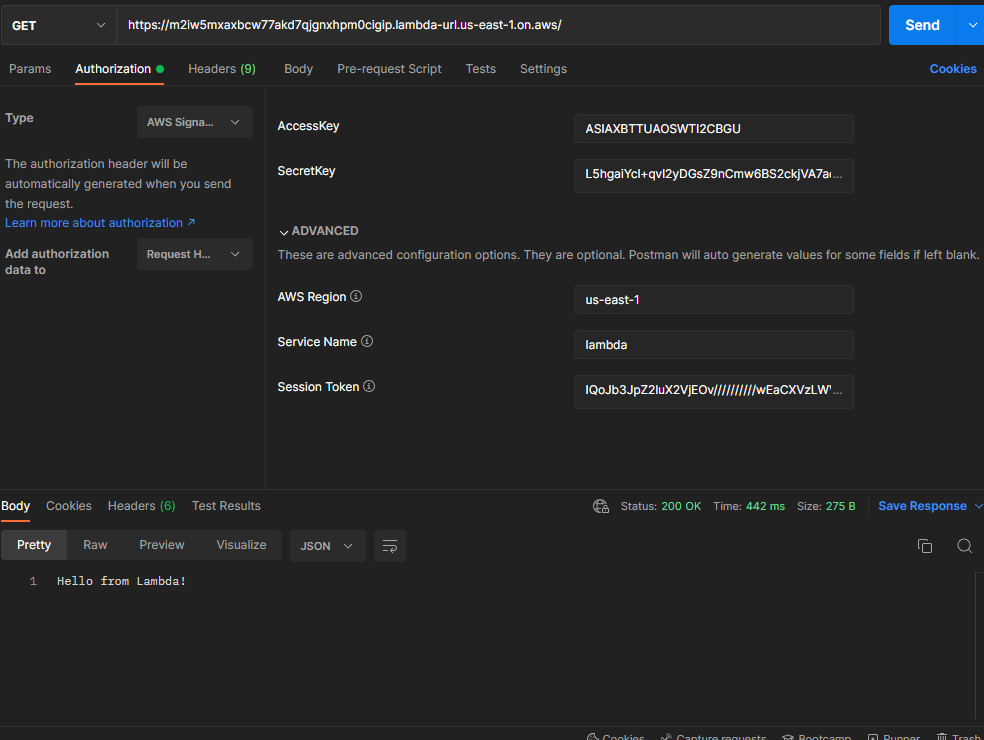 GET https://m2iw5mxaxbcw77akd7qjgnxhpm0cigip.lambda-url.us-east-1.on.aws/ Send
Params Authorization Headers (9) Body Pre-request Script Tests Settings Cookies
Type AWS Signa...
The authorization header will be
automatically generated when you send
the request.
Learn more about authorization ↗
Add authorization
data to
Request H...
AccessKey ASIAXBTTUAOSWTI2CBGU
SecretKey L5hgaiYcl+qvI2yDGsZ9nCmw6BS2ckjVA7a...
ADVANCED
These are advanced configuration options. They are optional. Postman will auto generate values for some fields if left blank.
AWS Region us-east-1
Service Name lambda
Session Token IQoJb3JpZ2luX2VjEOv//////////wEaCXVzLW...
Body Cookies Headers (6) Test Results Status: 200 OK Time: 442 ms Size: 275 B Save Response
Pretty Raw Preview Visualize JSON
1 Hello from Lambda!
Cookies Capture requests Bootcamp Runner Trash